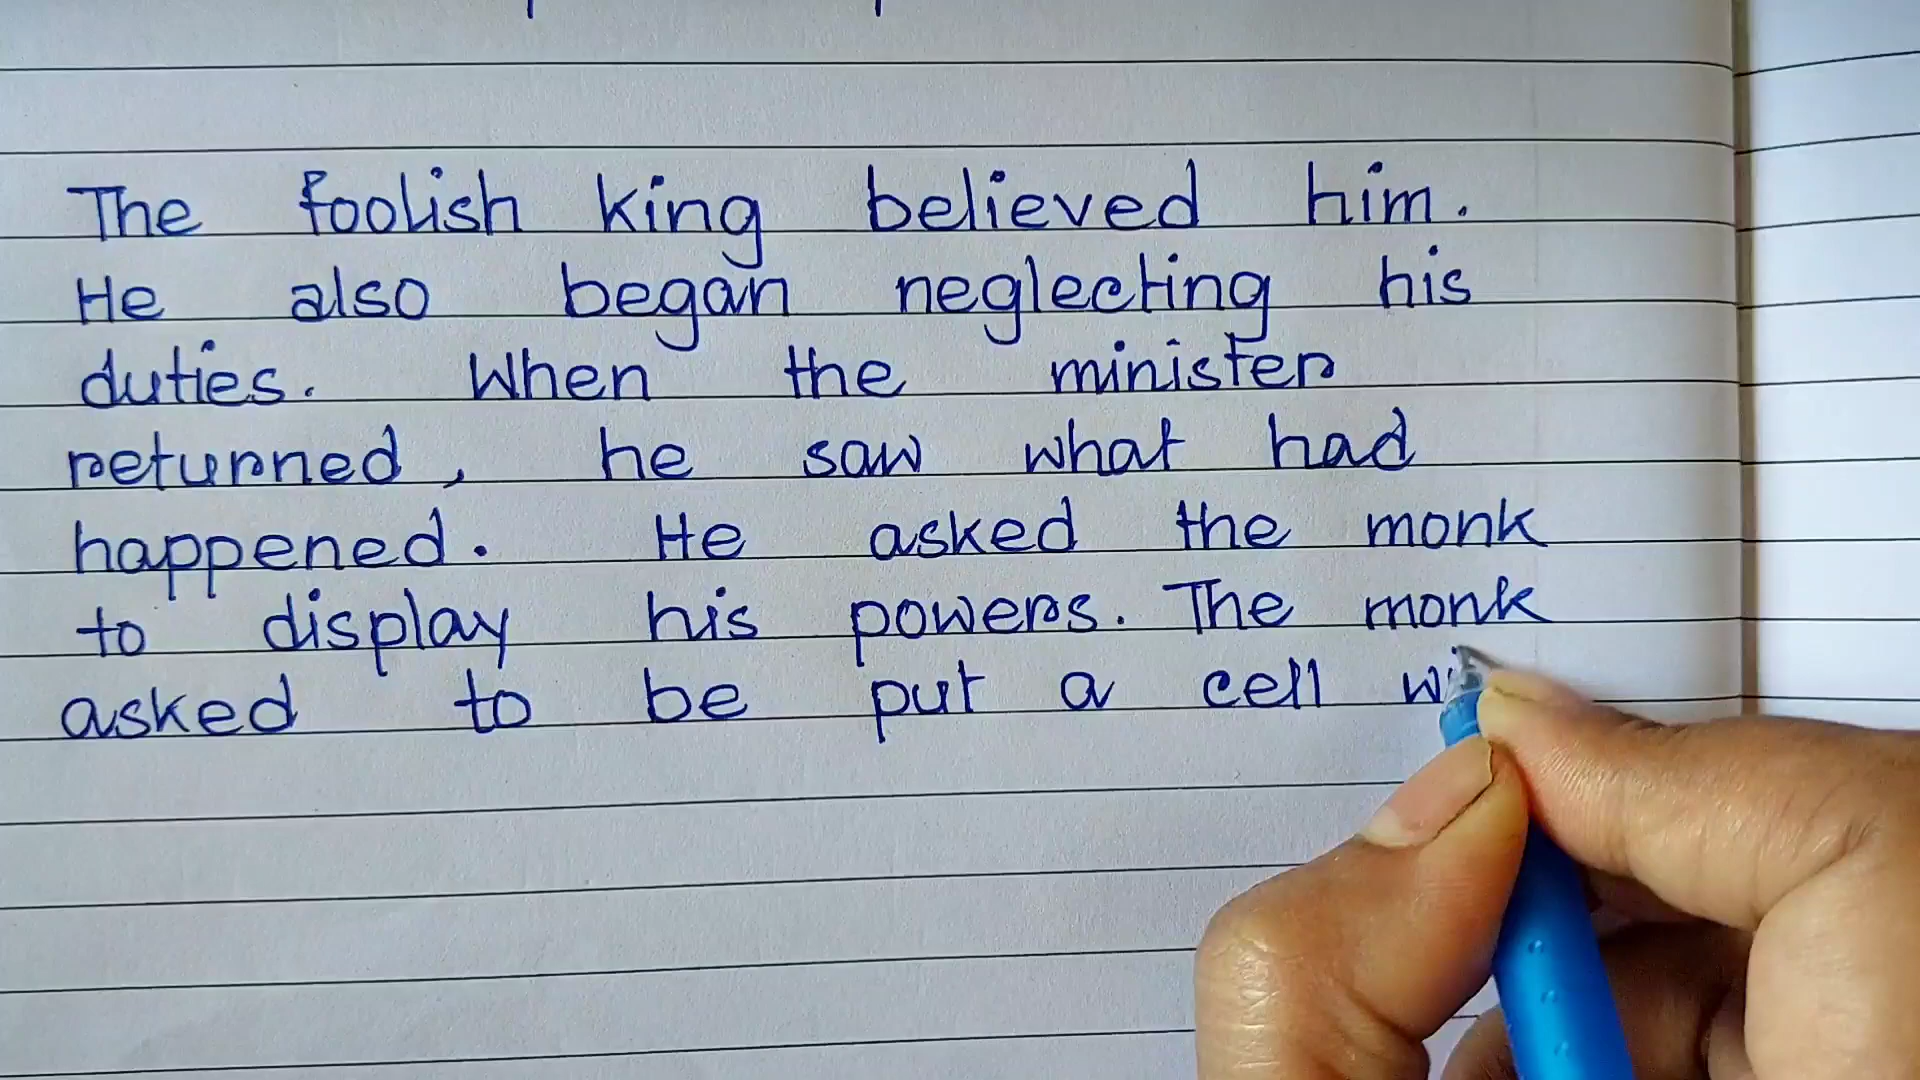 The foolish king believed him.
He also began neglecting his
duties. When the minister
returned, he saw what had
happened. He asked the monk
to display his powers. The monk
asked to be put a cell